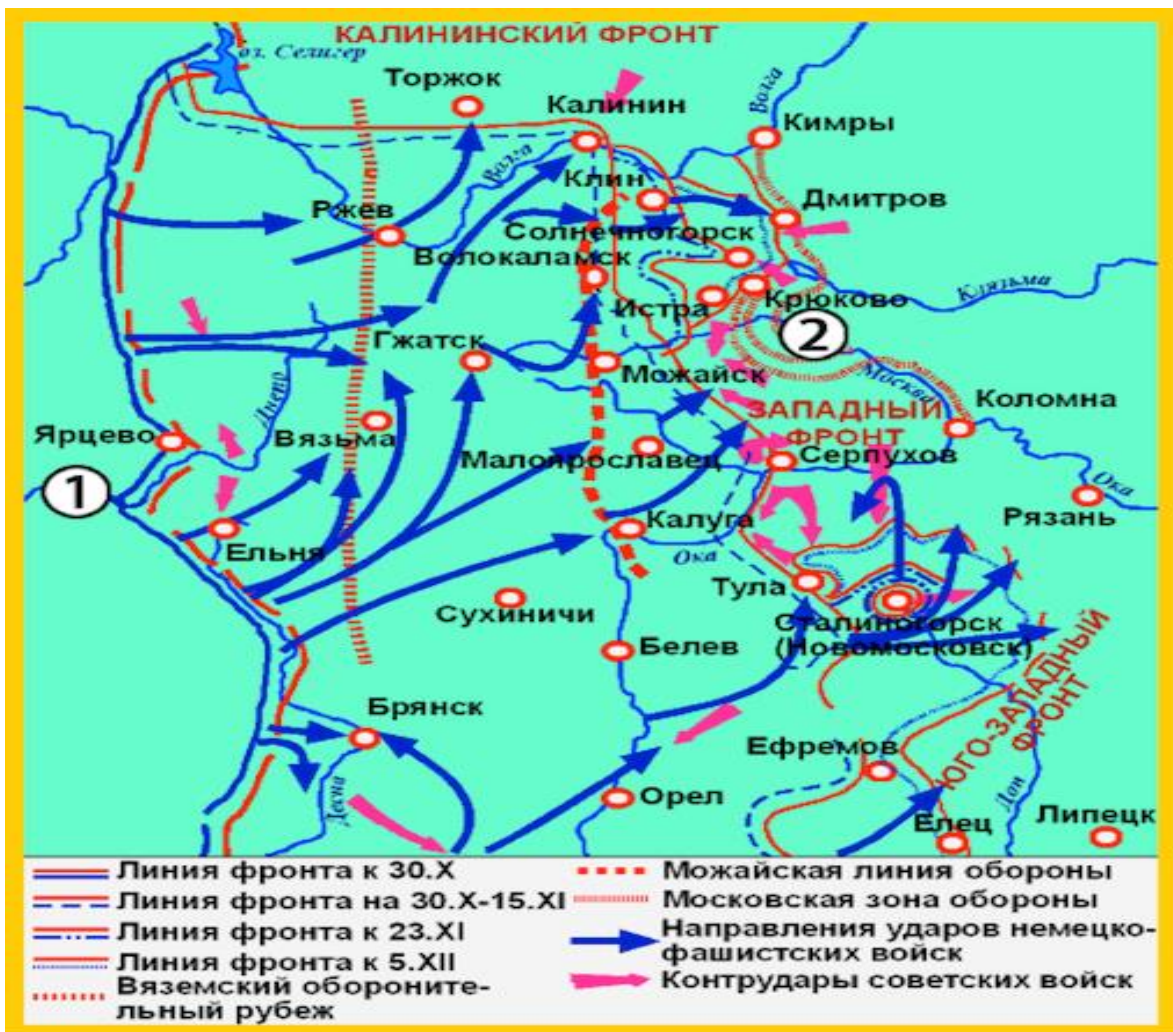 КАЛИНИНСКИЙ ФРОНТ
оз. Селигер
Торжок
Калинин
Волга
Кимры
Волга
Клин
Дмитров
Ржев
Солнечногорск
Волокаламск
Истра
Крюково
Клязьма
2
Гжатск
Можайск
Москва
Днепр
Коломна
ЗАПАДНЫЙ
ФРОНТ
Ярцево
Вязьма
Малоярославец
Серпухов
1
Ока
Рязань
Ельня
Калуга
Ока
Тула
Сухиничи
Сталиногорск
(Новомосковск)
Белев
ЮГО-ЗАПАДНЫЙ
ФРОНТ
Брянск
Ефремов
Десна
Орел
Дон
Липецк
Елец
Линия фронта к 30.X
Линия фронта на 30.X-15.XI
Линия фронта к 23.XI
Линия фронта к 5.XII
Вяземский обороните-
льный рубеж
Можайская линия обороны
Московская зона обороны
Направления ударов немецко-
фашистских войск
Контрудары советских войск